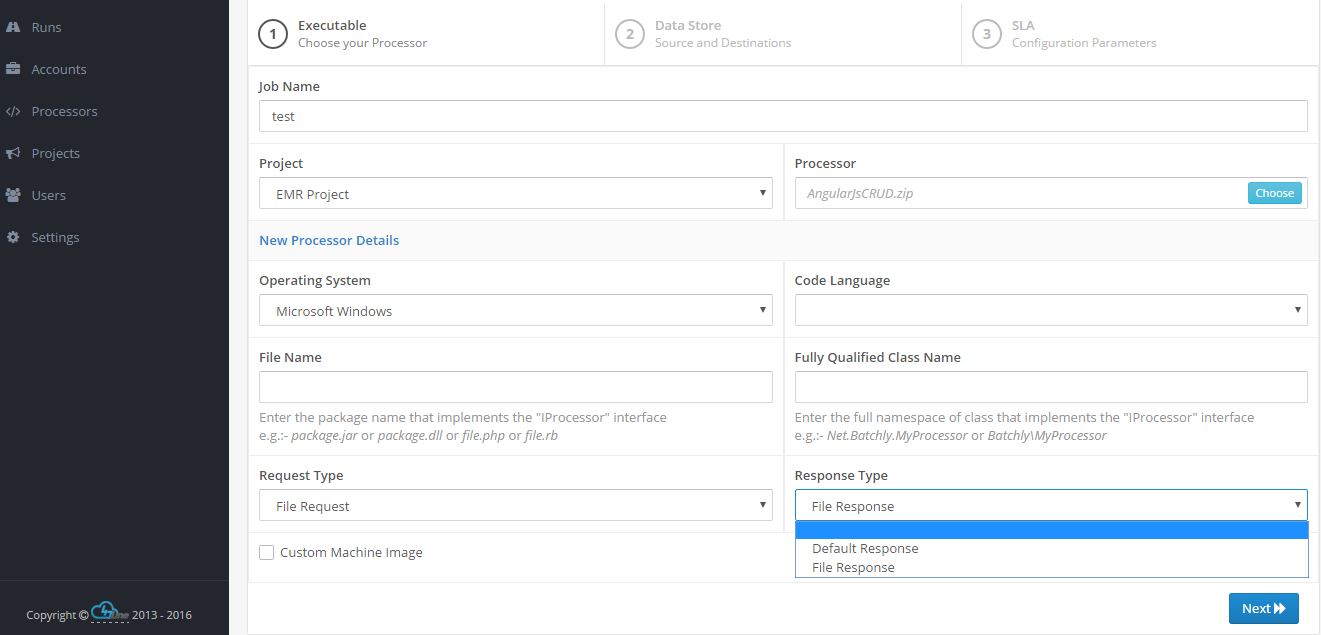 Runs
Accounts
Processors
Projects
Users
Settings
Copyright © 2013 - 2016
1
Executable
Choose your Processor
2
Data Store
Source and Destinations
3
SLA
Configuration Parameters
Job Name
test
Project
EMR Project
Processor
AngularJsCRUD.zip
Choose
New Processor Details
Operating System
Microsoft Windows
Code Language
File Name
Enter the package name that implements the "IProcessor" interface
e.g.:- package.jar or package.dll or file.php or file.rb
Fully Qualified Class Name
Enter the full namespace of class that implements the "IProcessor" interface
e.g.:- Net.Batchly.MyProcessor or Batchly\MyProcessor
Request Type
File Request
Response Type
File Response
Default Response
File Response
Custom Machine Image
Next